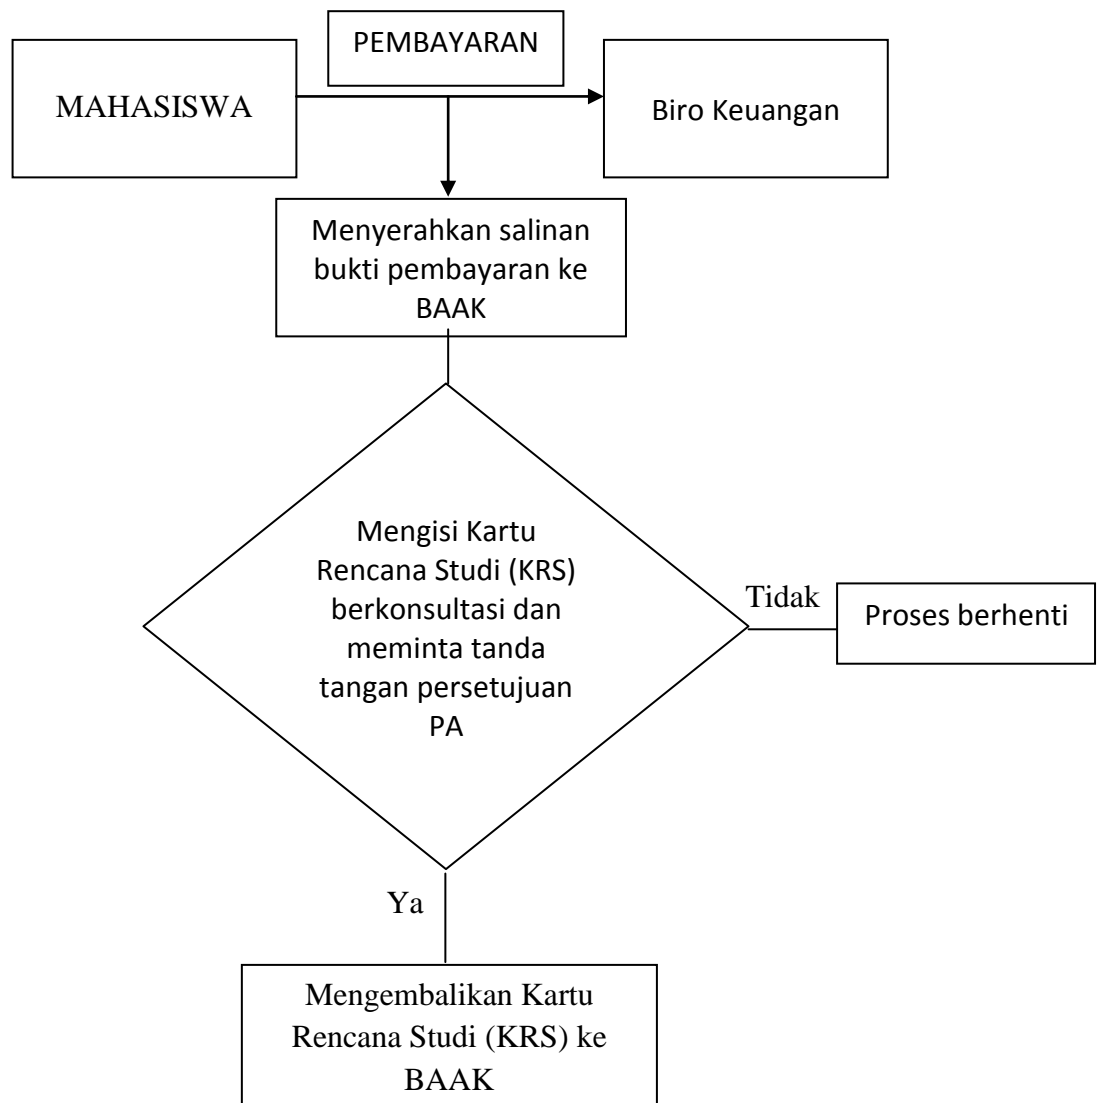 PEMBAYARAN
MAHASISWA
Biro Keuangan
Menyerahkan salinan
bukti pembayaran ke
BAAK
Mengisi Kartu
Rencana Studi (KRS)
berkonsultasi dan
meminta tanda
tangan persetujuan
PA
Tidak
Proses berhenti
Ya
Mengembalikan Kartu
Rencana Studi (KRS) ke
BAAK